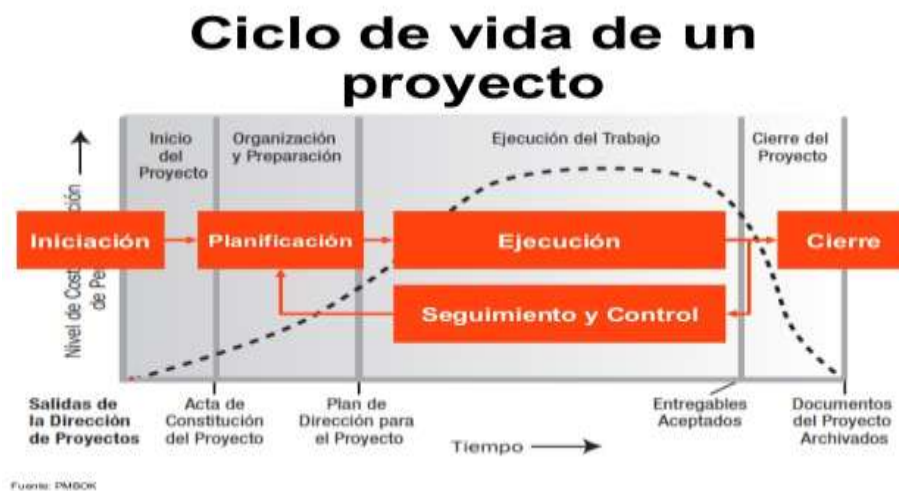 Ciclo de vida de un
proyecto
Inicio
del
Proyecto
Organización
y Preparación
Ejecución del Trabajo
Cierre del
Proyecto
Nivel de
Iniciación
Planificación
Ejecución
Cierre
Seguimiento y Control
Salidas de
la Dirección
de Proyectos
Acta de
Constitución
del Proyecto
Plan de
Dirección para
el Proyecto
Entregables
Aceptados
Documentos
del Proyecto
Archivados
Tiempo
Fuente: PMBOK